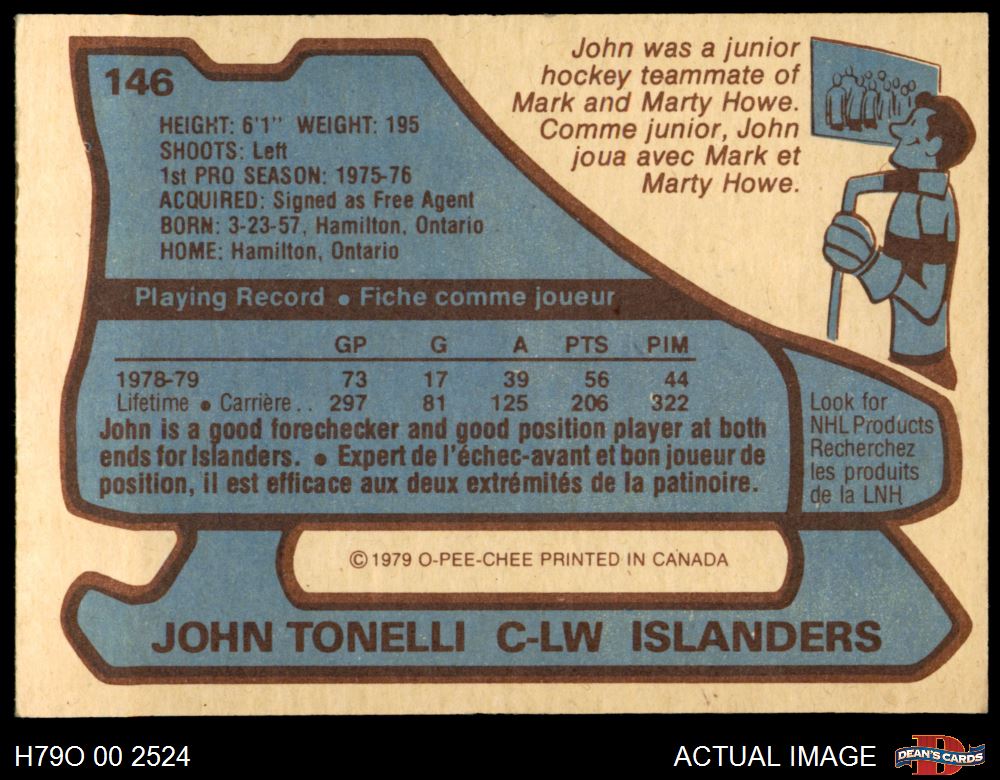 146
John was a junior
hockey teammate of
Mark and Marty Howe.
Comme junior, John
joua avec Mark et
Marty Howe.
HEIGHT: 6'1" WEIGHT: 195
SHOOTS: Left
1st PRO SEASON: 1975-76
ACQUIRED: Signed as Free Agent
BORN: 3-23-57, Hamilton, Ontario
HOME: Hamilton, Ontario
Playing Record • Fiche comme joueur
GP G A PTS PIM
1978-79 73 17 39 56 44
Lifetime • Carrière.. 297 81 125 206 322
John is a good forechecker and good position player at both
ends for Islanders. • Expert de l'échec-avant et bon joueur de
position, il est efficace aux deux extrémités de la patinoire.
Look for
NHL Products
Recherchez
les produits
de la LNH
©1979 O-PEE-CHEE PRINTED IN CANADA
JOHN TONELLI C-LW ISLANDERS
H79O 00 2524
ACTUAL IMAGE
DEAN'S CARDS